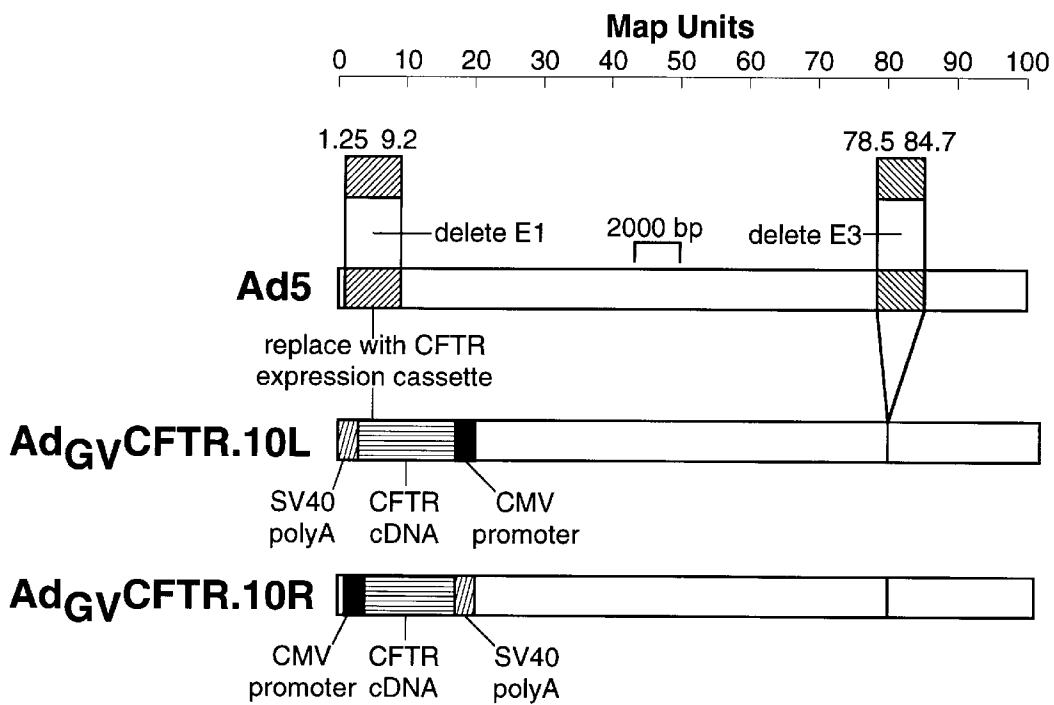 Map Units
0 10 20 30 40 50 60 70 80 90 100
1.25 9.2
78.5 84.7
delete E1
2000 bp
delete E3
Ad5
replace with CFTR
expression cassette
AdGVCFTR.10L
SV40
polyA
CFTR
cDNA
CMV
promoter
AdGVCFTR.10R
CMV
promoter
CFTR
cDNA
SV40
polyA